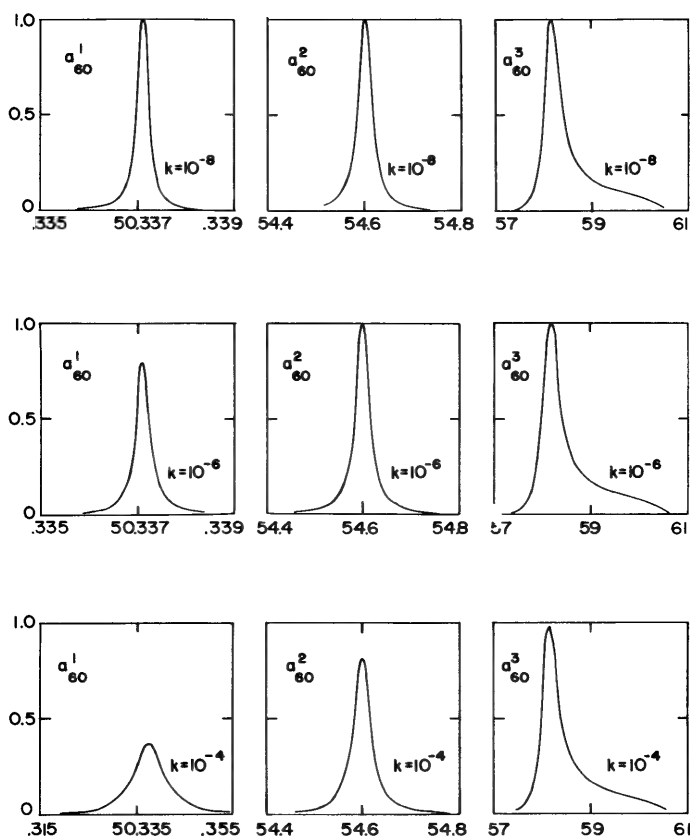 1.0
0.5
0
a¹₆₀
k=10⁻⁸
.335 50.337 .339
a²₆₀
k=10⁻⁸
54.4 54.6 54.8
a³₆₀
k=10⁻⁸
57 59 61
1.0
0.5
0
a¹₆₀
k=10⁻⁶
.335 50.337 .339
a²₆₀
k=10⁻⁶
54.4 54.6 54.8
a³₆₀
k=10⁻⁶
57 59 61
1.0
0.5
0
a¹₆₀
k=10⁻⁴
.315 50.335 .355
a²₆₀
k=10⁻⁴
54.4 54.6 54.8
a³₆₀
k=10⁻⁴
57 59 61